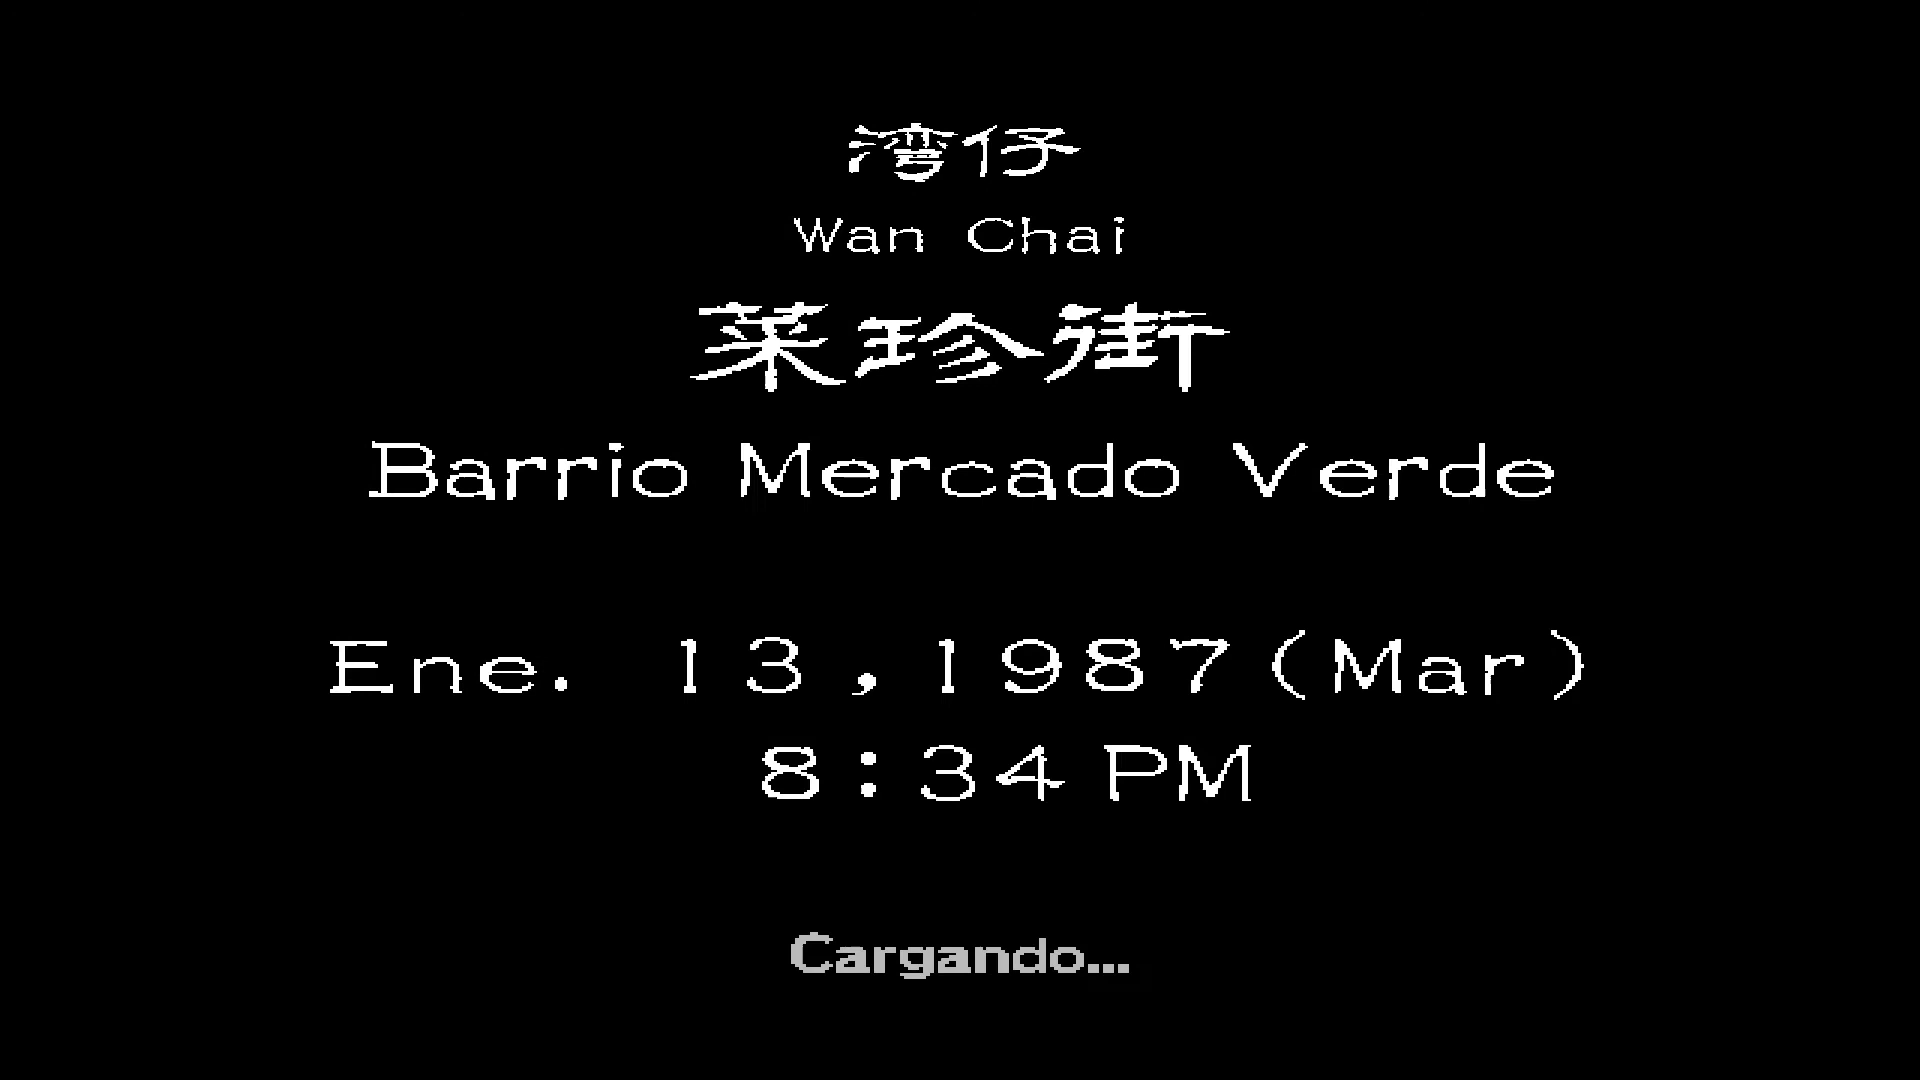 湾仔
Wan Chai
菜珍街
Barrio Mercado Verde
Ene. 13,1987(Mar)
8:34 PM
Cargando...